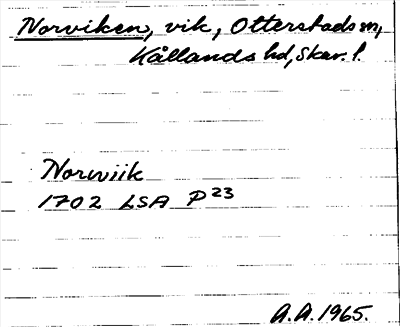 Norviken, vik, Otterstads sn,
Kållands hd, Skar. l.
Norwiik
1702 LSA P23
A.A. 1965.